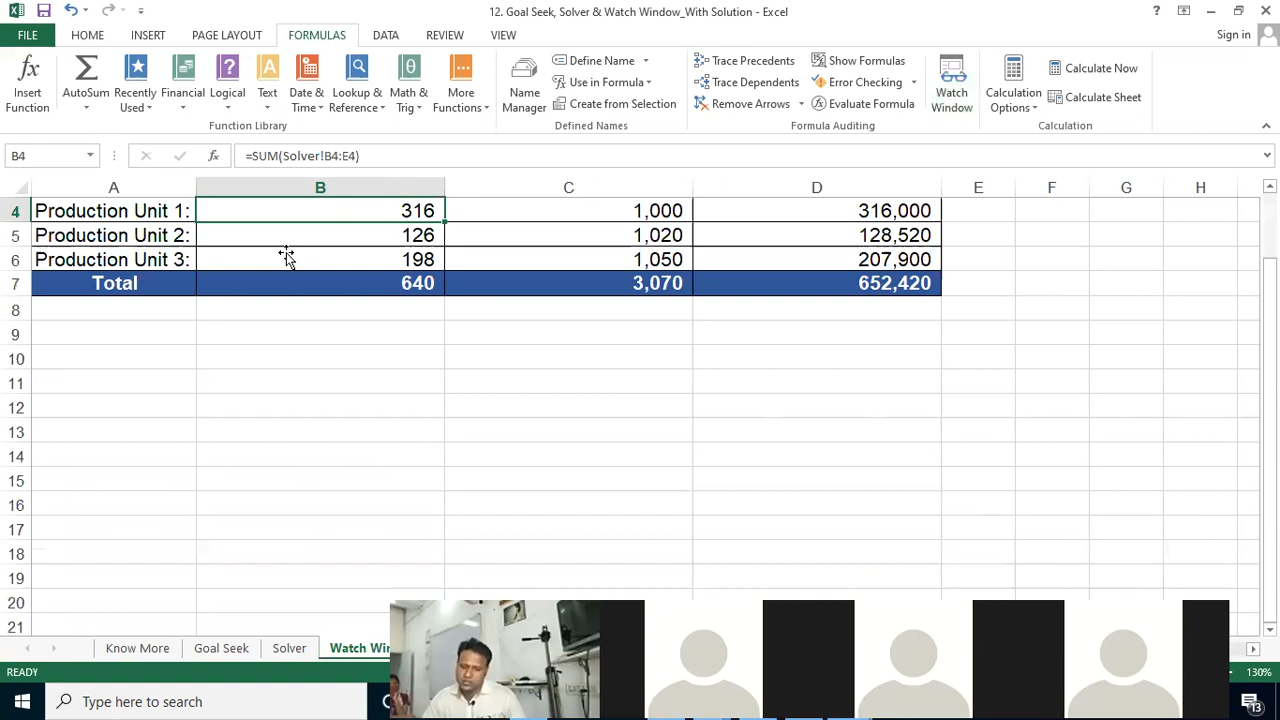 12. Goal Seek, Solver & Watch Window_With Solution - Excel
?
FILE HOME INSERT PAGE LAYOUT FORMULAS DATA REVIEW VIEW Sign in
Insert Function
AutoSum
Recently Used
Financial
Logical
Text
Date & Time
Lookup & Reference
Math & Trig
More Functions
Function Library
Name Manager
Define Name
Use in Formula
Create from Selection
Defined Names
Trace Precedents
Trace Dependents
Remove Arrows
Show Formulas
Error Checking
Evaluate Formula
Formula Auditing
Watch Window
Calculation Options
Calculate Now
Calculate Sheet
Calculation
B4 fx =SUM(Solver!B4:E4)
A B C D E F G H
4 Production Unit 1: 316 1,000 316,000
5 Production Unit 2: 126 1,020 128,520
6 Production Unit 3: 198 1,050 207,900
7 Total 640 3,070 652,420
8
9
10
11
12
13
14
15
16
17
18
19
20
21
Know More Goal Seek Solver Watch Win
READY 130%
Type here to search 13